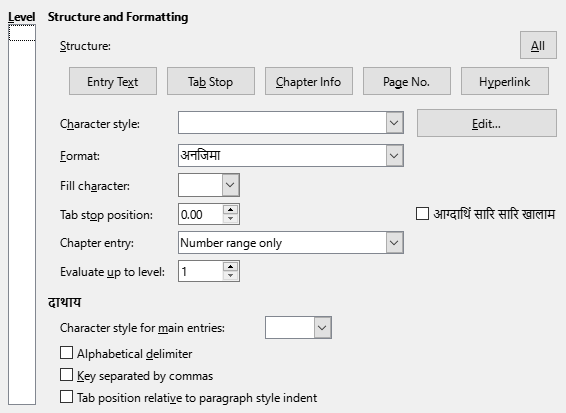 Level Structure and Formatting
Structure: All
Entry Text Tab Stop Chapter Info Page No. Hyperlink
Character style: Edit...
Format: अनजिमा
Fill character:
Tab stop position: 0.00 आग्दाथिं सारि सारि खालाम
Chapter entry: Number range only
Evaluate up to level: 1
दाथाय
Character style for main entries:
Alphabetical delimiter
Key separated by commas
Tab position relative to paragraph style indent